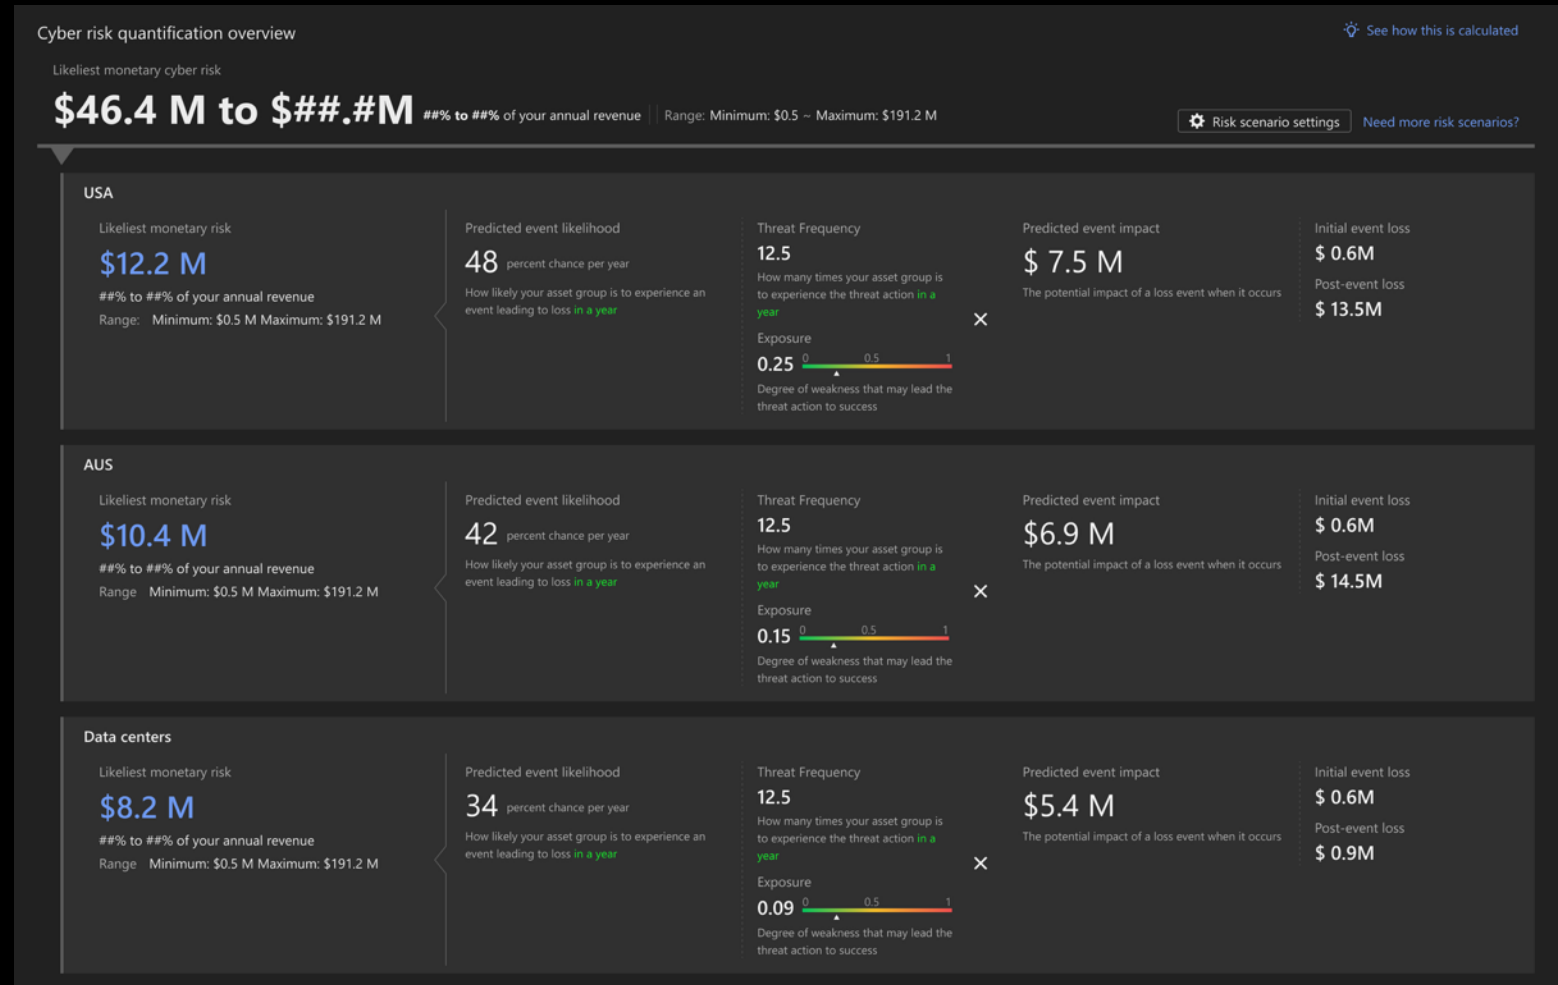 Cyber risk quantification overview
See how this is calculated
Likeliest monetary cyber risk
$46.4 M to $##.#M ##% to ##% of your annual revenue Range: Minimum: $0.5 ~ Maximum: $191.2 M
Risk scenario settings Need more risk scenarios?
USA
Likeliest monetary risk
$12.2 M
##% to ##% of your annual revenue
Range: Minimum: $0.5 M Maximum: $191.2 M
Predicted event likelihood
48 percent chance per year
How likely your asset group is to experience an
event leading to loss in a year
Threat Frequency
12.5
How many times your asset group is
to experience the threat action in a
year
Exposure
0.25 0 0.5 1
Degree of weakness that may lead the
threat action to success
×
Predicted event impact
$ 7.5 M
The potential impact of a loss event when it occurs
Initial event loss
$ 0.6M
Post-event loss
$ 13.5M
AUS
Likeliest monetary risk
$10.4 M
##% to ##% of your annual revenue
Range Minimum: $0.5 M Maximum: $191.2 M
Predicted event likelihood
42 percent chance per year
How likely your asset group is to experience an
event leading to loss in a year
Threat Frequency
12.5
How many times your asset group is
to experience the threat action in a
year
Exposure
0.15 0 0.5 1
Degree of weakness that may lead the
threat action to success
×
Predicted event impact
$6.9 M
The potential impact of a loss event when it occurs
Initial event loss
$ 0.6M
Post-event loss
$ 14.5M
Data centers
Likeliest monetary risk
$8.2 M
##% to ##% of your annual revenue
Range Minimum: $0.5 M Maximum: $191.2 M
Predicted event likelihood
34 percent chance per year
How likely your asset group is to experience an
event leading to loss in a year
Threat Frequency
12.5
How many times your asset group is
to experience the threat action in a
year
Exposure
0.09 0 0.5 1
Degree of weakness that may lead the
threat action to success
×
Predicted event impact
$5.4 M
The potential impact of a loss event when it occurs
Initial event loss
$ 0.6M
Post-event loss
$ 0.9M